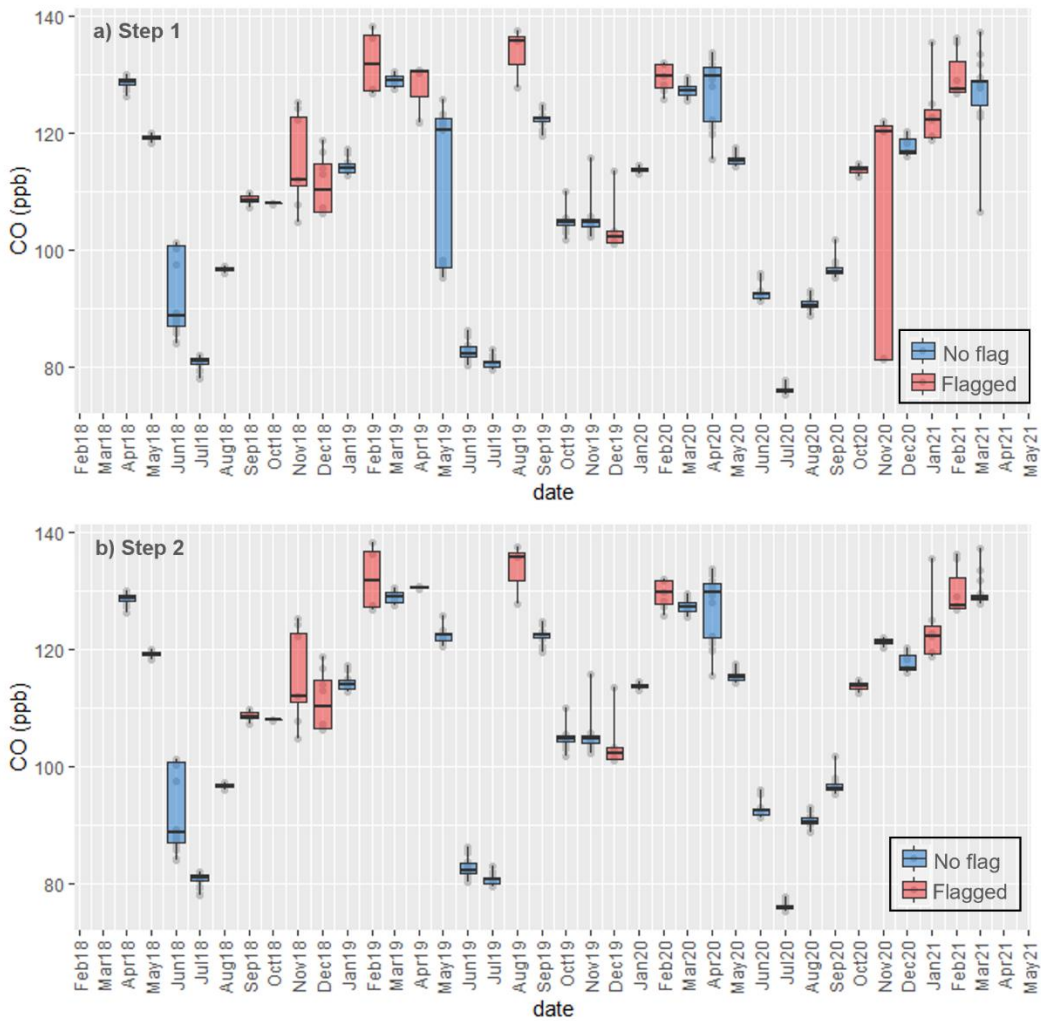 a) Step 1
140
120
100
80
CO (ppb)
No flag
Flagged
Feb18 Mar18 Apr18 May18 Jun18 Jul18 Aug18 Sep18 Oct18 Nov18 Dec18 Jan19 Feb19 Mar19 Apr19 May19 Jun19 Jul19 Aug19 Sep19 Oct19 Nov19 Dec19 Jan20 Feb20 Mar20 Apr20 May20 Jun20 Jul20 Aug20 Sep20 Oct20 Nov20 Dec20 Jan21 Feb21 Mar21 Apr21 May21
date
b) Step 2
140
120
100
80
CO (ppb)
No flag
Flagged
Feb18 Mar18 Apr18 May18 Jun18 Jul18 Aug18 Sep18 Oct18 Nov18 Dec18 Jan19 Feb19 Mar19 Apr19 May19 Jun19 Jul19 Aug19 Sep19 Oct19 Nov19 Dec19 Jan20 Feb20 Mar20 Apr20 May20 Jun20 Jul20 Aug20 Sep20 Oct20 Nov20 Dec20 Jan21 Feb21 Mar21 Apr21 May21
date